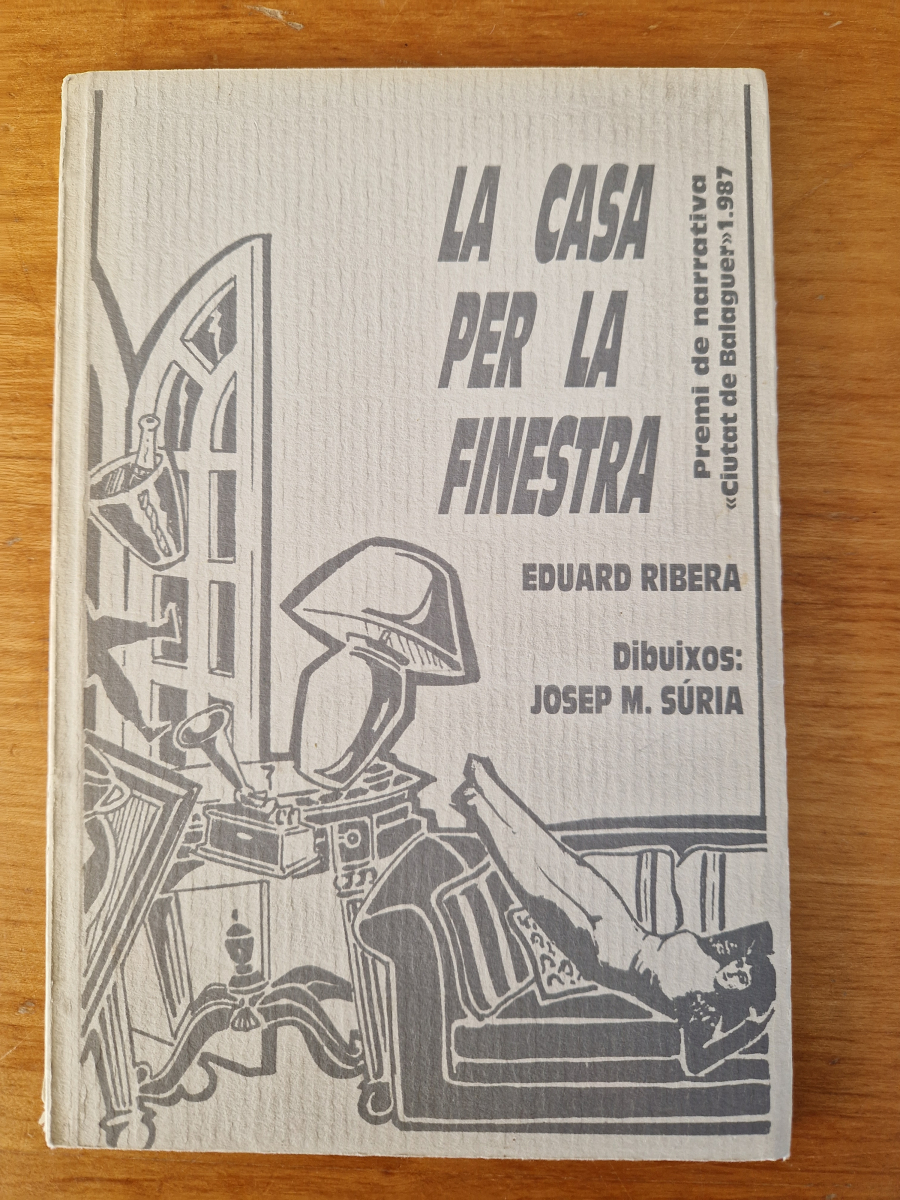 LA CASA
PER LA
FINESTRA
Premi de narrativa
«Ciutat de Balaguer»1.987
EDUARD RIBERA
Dibuixos:
JOSEP M. SÚRIA